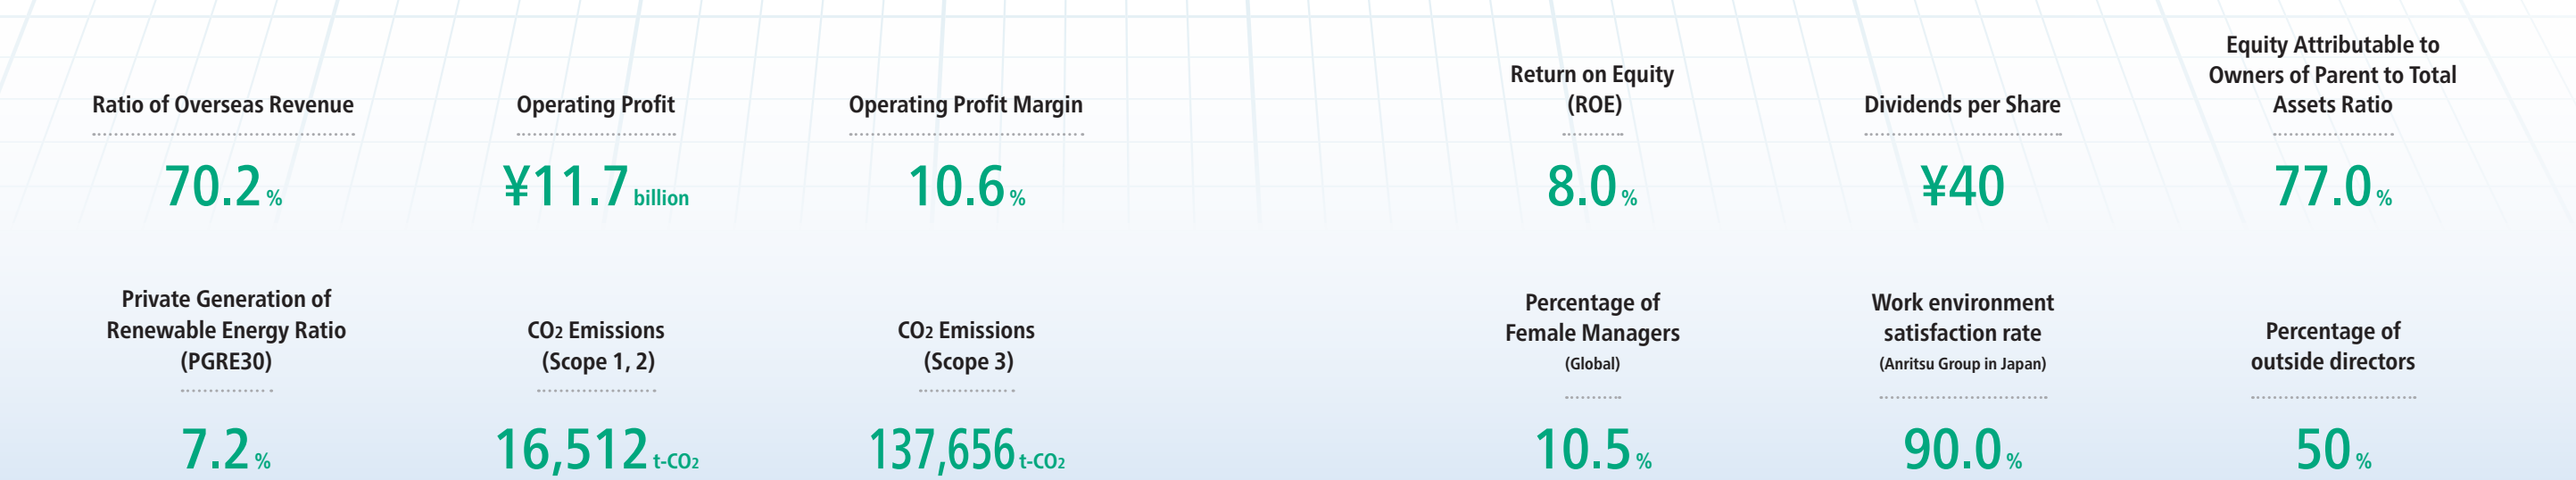 Ratio of Overseas Revenue
70.2%
Operating Profit
¥11.7 billion
Operating Profit Margin
10.6%
Return on Equity
(ROE)
8.0%
Dividends per Share
¥40
Equity Attributable to
Owners of Parent to Total
Assets Ratio
77.0%
Private Generation of
Renewable Energy Ratio
(PGRE30)
7.2%
CO2 Emissions
(Scope 1, 2)
16,512 t-CO2
CO2 Emissions
(Scope 3)
137,656 t-CO2
Percentage of
Female Managers
(Global)
10.5%
Work environment
satisfaction rate
(Anritsu Group in Japan)
90.0%
Percentage of
outside directors
50%